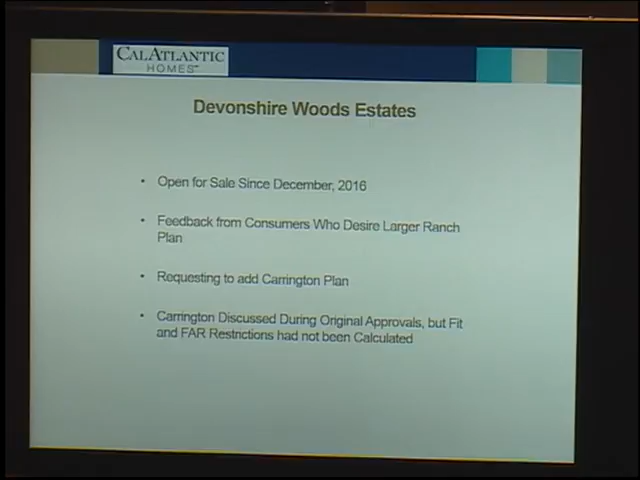 CALATLANTIC
HOMES
Devonshire Woods Estates
• Open for Sale Since December, 2016
• Feedback from Consumers Who Desire Larger Ranch
Plan
• Requesting to add Carrington Plan
• Carrington Discussed During Original Approvals, but Fit
and FAR Restrictions had not been Calculated